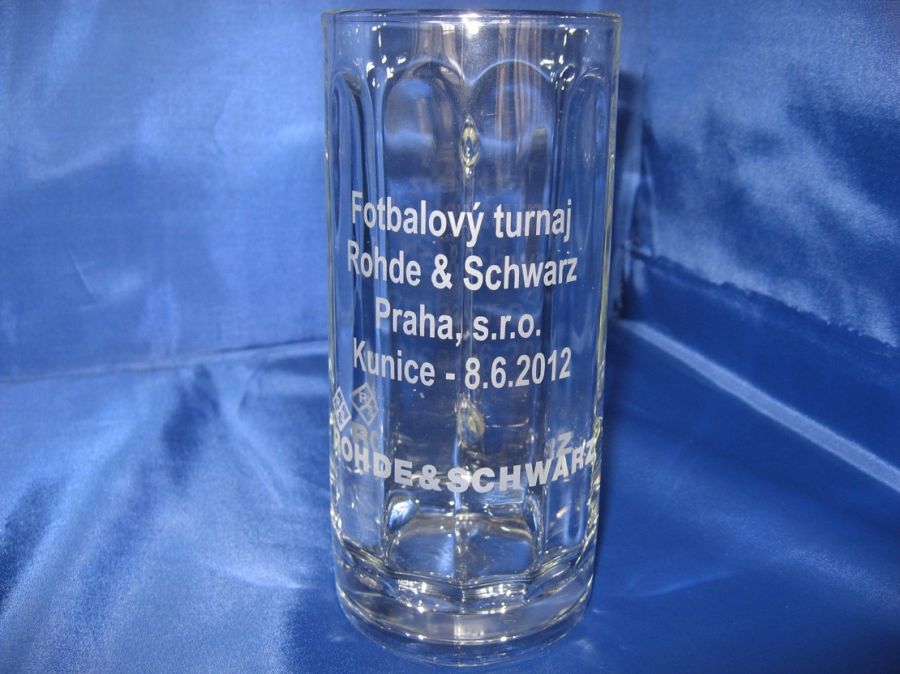 Fotbalový turnaj
Rohde & Schwarz
Praha, s.r.o.
Kunice - 8.6.2012
ROHDE&SCHWARZ